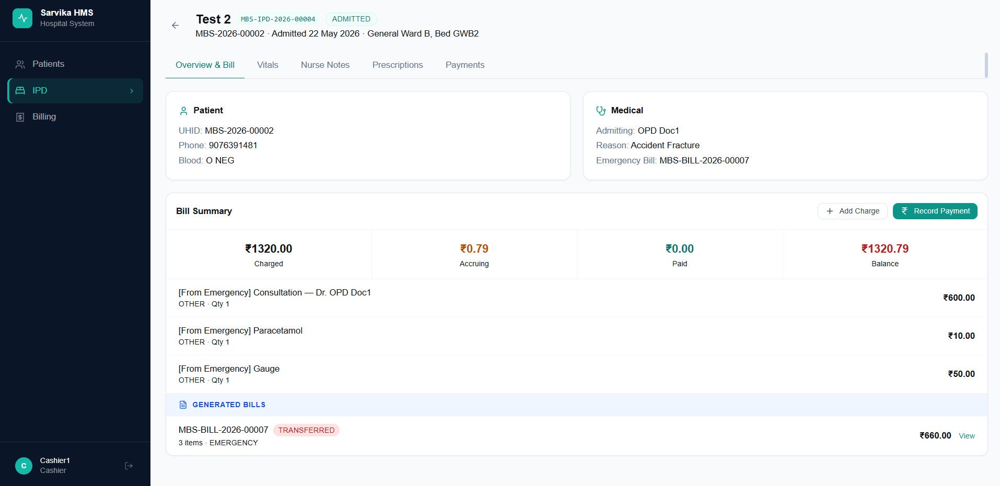 Sarvika HMS
Hospital System
Patients
IPD
Billing
Cashier1
Cashier
C
Test 2 MBS-IPD-2026-00004 ADMITTED
MBS-2026-00002 · Admitted 22 May 2026 · General Ward B, Bed GWB2
Overview & Bill Vitals Nurse Notes Prescriptions Payments
Patient
UHID: MBS-2026-00002
Phone: 9076391481
Blood: O NEG
Medical
Admitting: OPD Doc1
Reason: Accident Fracture
Emergency Bill: MBS-BILL-2026-00007
Bill Summary
Add Charge
₹ Record Payment
₹1320.00
Charged
₹0.79
Accruing
₹0.00
Paid
₹1320.79
Balance
[From Emergency] Consultation — Dr. OPD Doc1
OTHER · Qty 1
₹600.00
[From Emergency] Paracetamol
OTHER · Qty 1
₹10.00
[From Emergency] Gauge
OTHER · Qty 1
₹50.00
GENERATED BILLS
MBS-BILL-2026-00007 TRANSFERRED
3 items · EMERGENCY
₹660.00 View